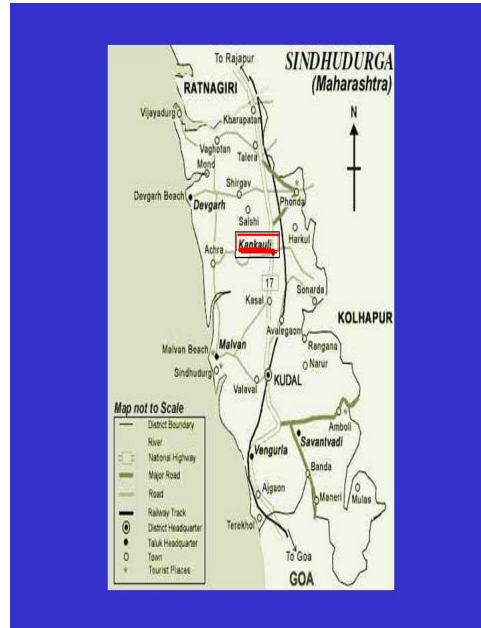 SINDHUDURGA
(Maharashtra)
To Rajapur
RATNAGIRI
N
Vijayadurg
Kharapatan
Vaghotan
Talera
Mond
Shirgav
Devgarh Beach
Devgarh
Phonda
Salshi
Harkul
Kankauli
Achra
17
Sonarda
Kasal
KOLHAPUR
Avalegaon
Malvan Beach
Malvan
Rangana
Narur
Sindhudurg
KUDAL
Valaval
Map not to Scale
District Boundary
River
National Highway
Major Road
Road
Railway Track
District Headquarter
Taluk Headquarter
Town
Tourist Places
Amboli
Savantvadi
Vengurla
Banda
Ajgaon
Maneri
Mulas
Terekhol
To Goa
GOA